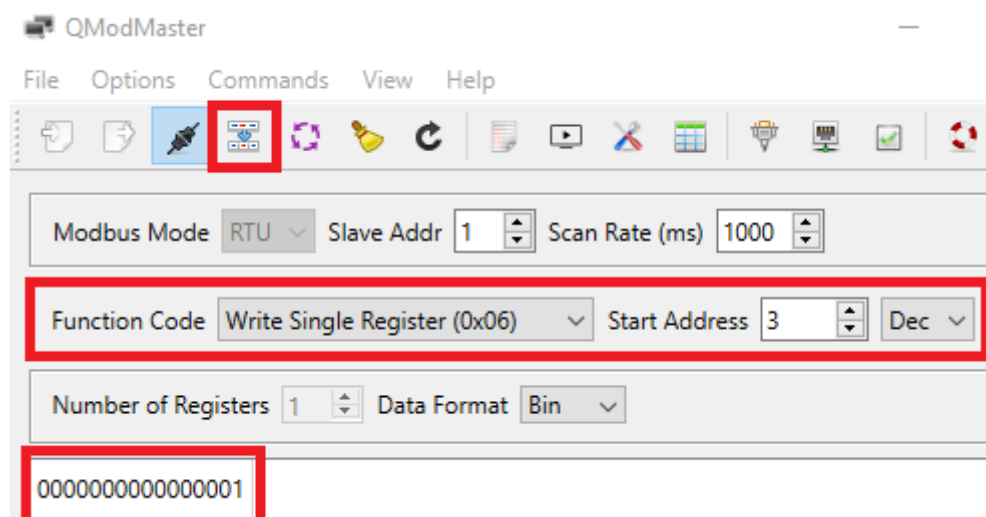 QModMaster
File Options Commands View Help
Modbus Mode RTU Slave Addr 1 Scan Rate (ms) 1000
Function Code Write Single Register (0x06) Start Address 3 Dec
Number of Registers 1 Data Format Bin
0000000000000001